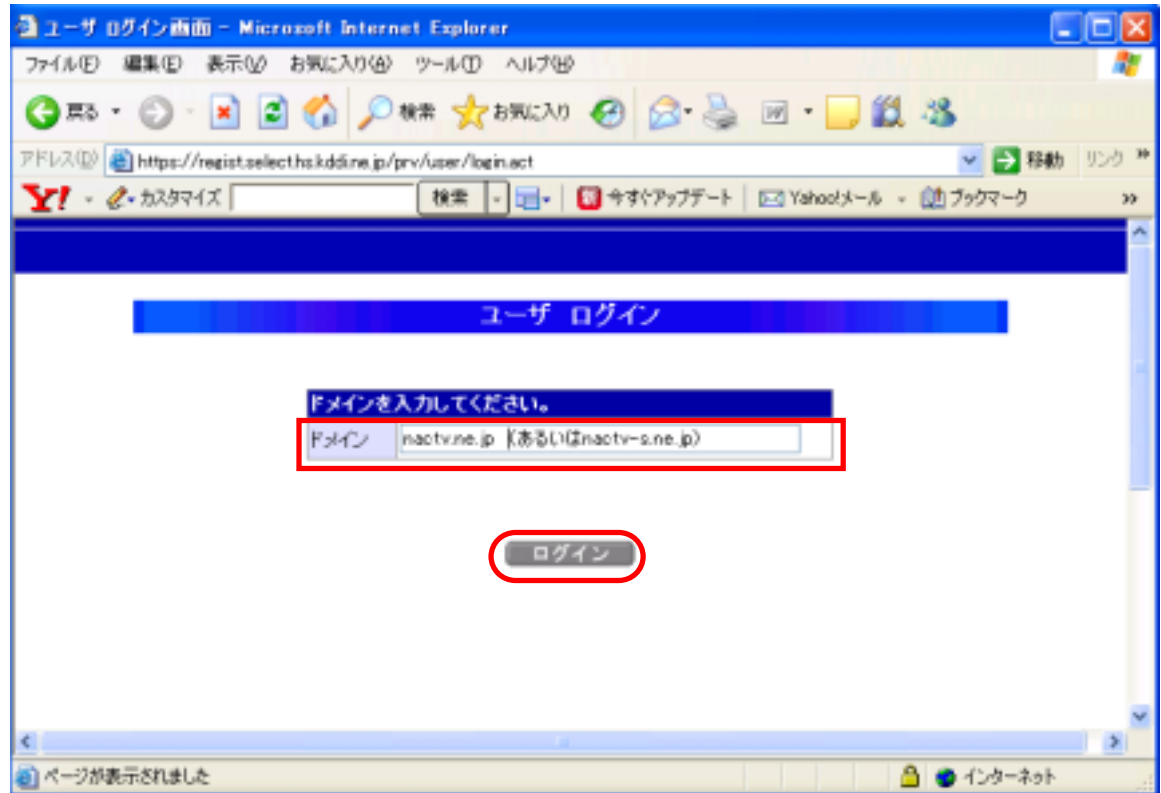 ユーザ ログイン画面 - Microsoft Internet Explorer
ファイル(F) 編集(E) 表示(V) お気に入り(A) ツール(T) ヘルプ(H)
戻る 検索 お気に入り
アドレス(D) https://regist.select.hs.kddi.ne.jp/prv/user/login.act 移動 リンク »
Y! カスタマイズ 検索 今すぐアップデート Yahoo!メール ブックマーク »
ユーザ ログイン
ドメインを入力してください。
ドメイン nactv.ne.jp (あるいはnactv-s.ne.jp)
ログイン
ページが表示されました インターネット